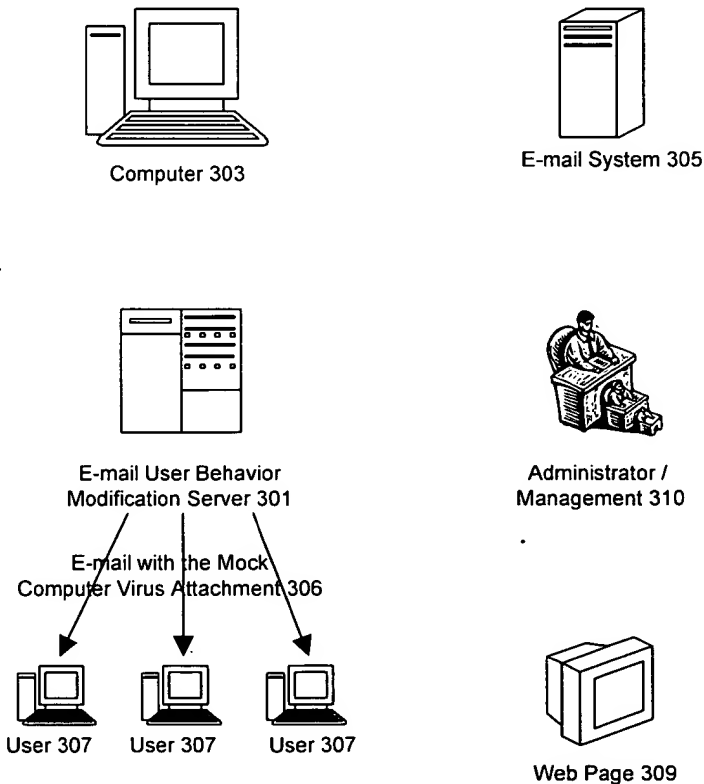 Computer 303
E-mail System 305
E-mail User Behavior
Modification Server 301
Administrator /
Management 310
E-mail with the Mock
Computer Virus Attachment 306
User 307
User 307
User 307
Web Page 309